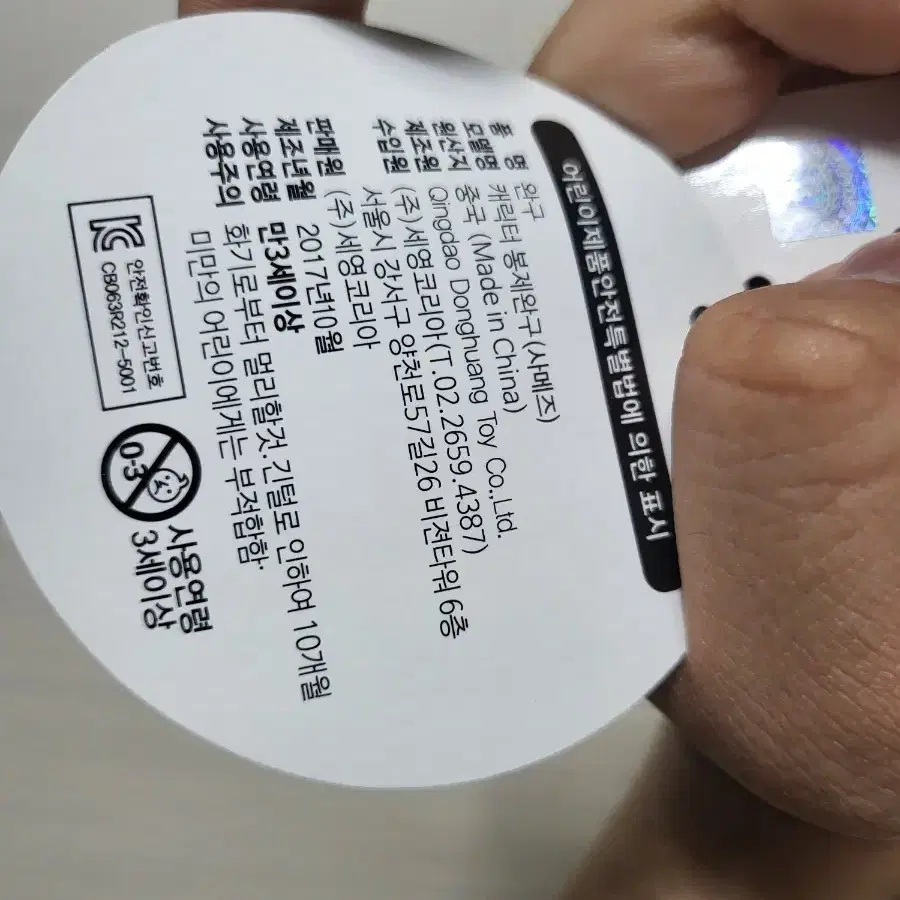 어린이제품안전특별법에 의한 표시
품 명 완구
모델명 캐릭터 봉제완구(사메즈)
원산지 중국 (Made in China)
제조원 Qingdao Donghuang Toy Co.,Ltd.
수입원 (주)세영코리아(T.02.2659.4387)
서울시 강서구 양천로57길26 비젼타워 6층
판매원 (주)세영코리아
제조년월 2017년10월
사용연령 만3세이상
사용주의 화기로부터 멀리할것. 긴털로 인하여 10개월
미만의 어린이에게는 부적합함.
안전확인신고번호
CB063R212-5001
0-3
사용연령
3세이상